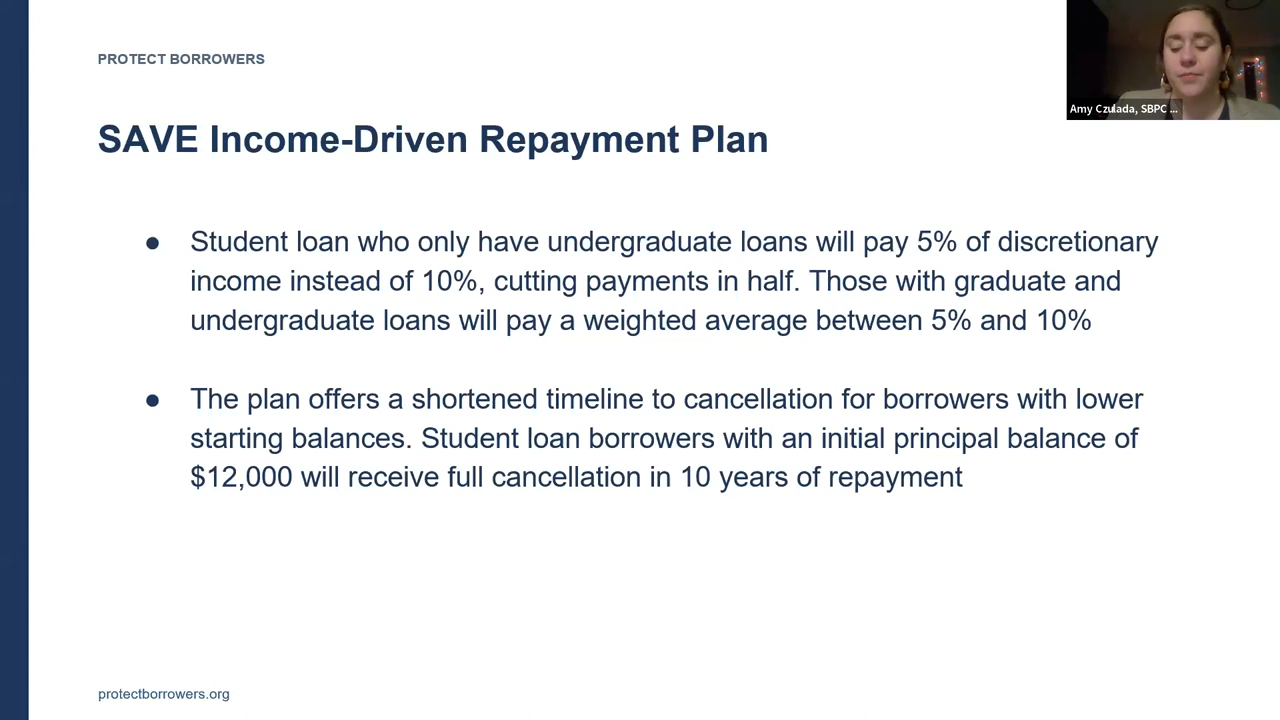 PROTECT BORROWERS
Amy Czulada, SBPC ...
SAVE Income-Driven Repayment Plan
● Student loan who only have undergraduate loans will pay 5% of discretionary
income instead of 10%, cutting payments in half. Those with graduate and
undergraduate loans will pay a weighted average between 5% and 10%
● The plan offers a shortened timeline to cancellation for borrowers with lower
starting balances. Student loan borrowers with an initial principal balance of
$12,000 will receive full cancellation in 10 years of repayment
protectborrowers.org